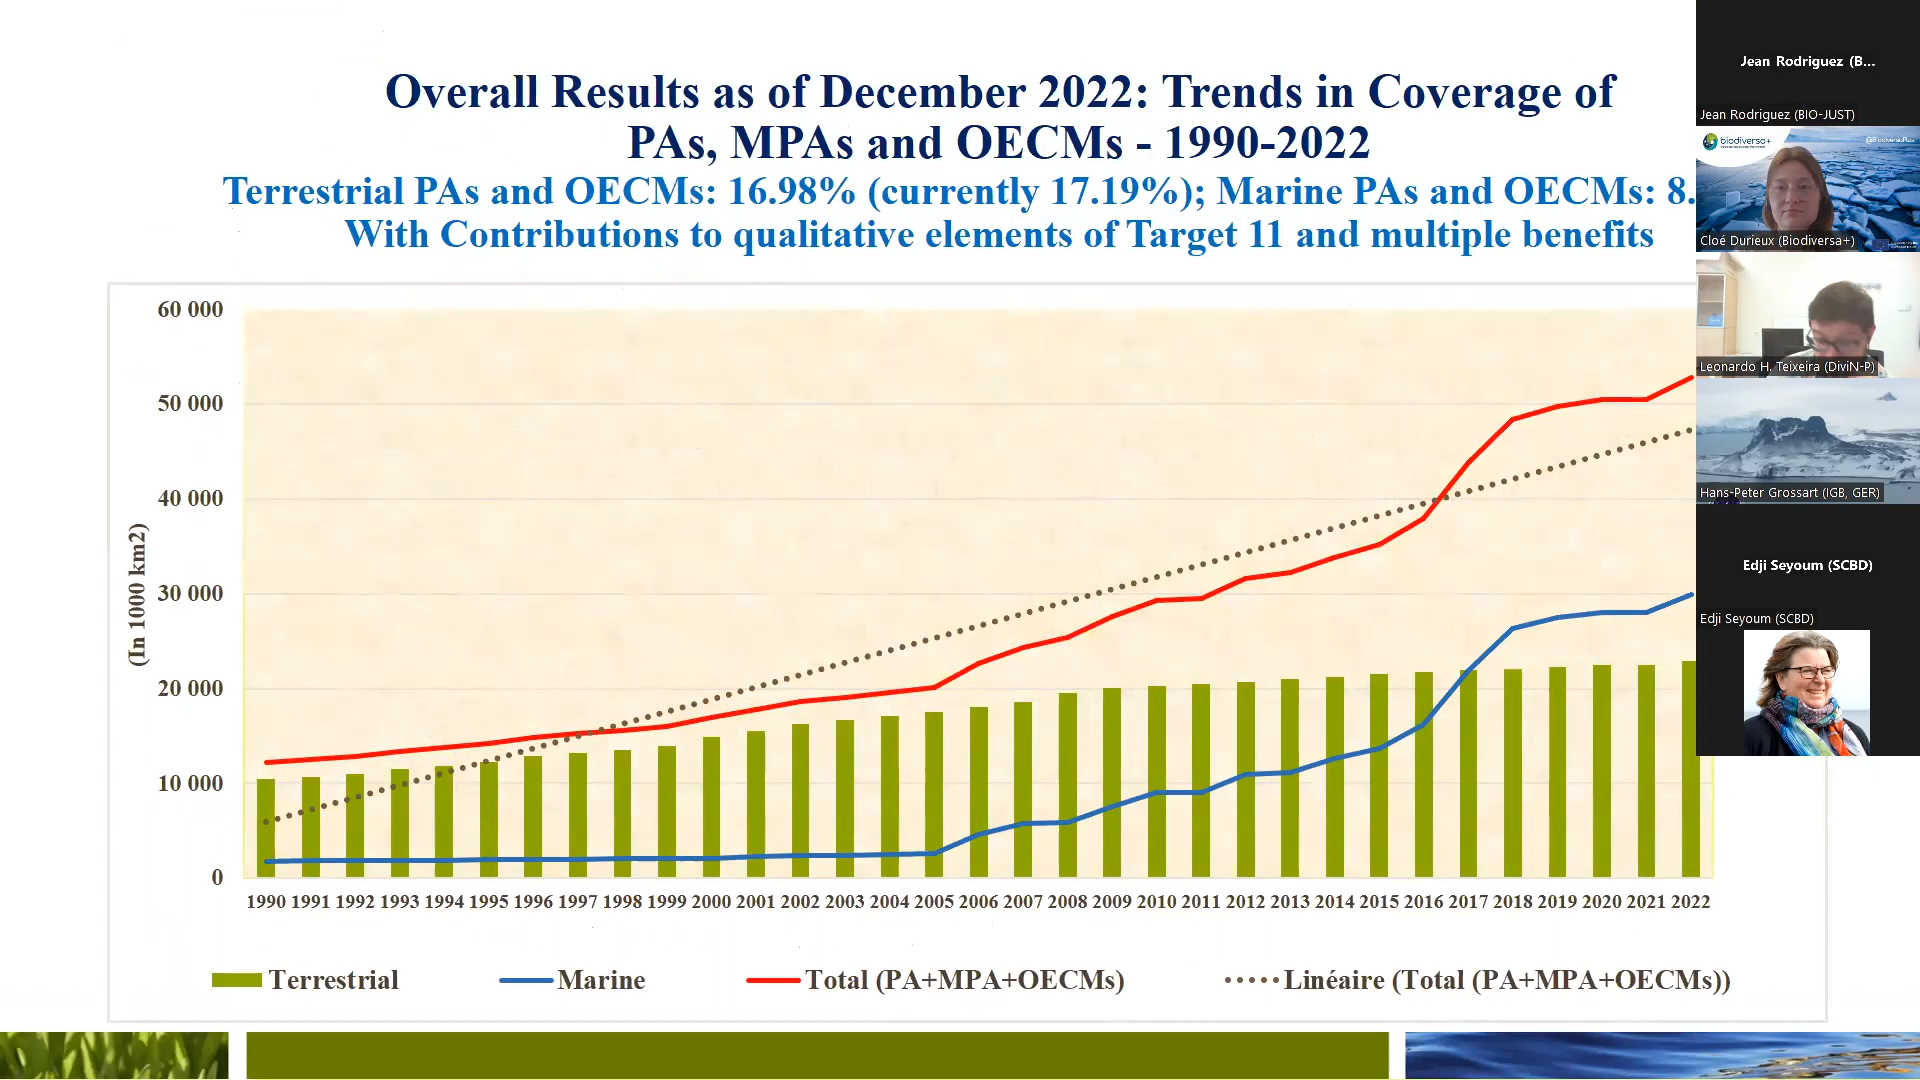 Overall Results as of December 2022: Trends in Coverage of
PAs, MPAs and OECMs - 1990-2022
Terrestrial PAs and OECMs: 16.98% (currently 17.19%); Marine PAs and OECMs: 8.
With Contributions to qualitative elements of Target 11 and multiple benefits
(In 1000 km2)
60 000
50 000
40 000
30 000
20 000
10 000
0
1990 1991 1992 1993 1994 1995 1996 1997 1998 1999 2000 2001 2002 2003 2004 2005 2006 2007 2008 2009 2010 2011 2012 2013 2014 2015 2016 2017 2018 2019 2020 2021 2022
Terrestrial Marine Total (PA+MPA+OECMs) Linéaire (Total (PA+MPA+OECMs))
Jean Rodriguez (B...
Jean Rodriguez (BIO-JUST)
biodiversa+
Cloé Durieux (Biodiversa+)
Leonardo H. Teixeira (DiviN-P)
Hans-Peter Grossart (IGB, GER)
Edji Seyoum (SCBD)
Edji Seyoum (SCBD)